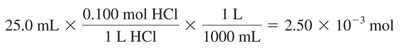 25.0 mL × 0.100 mol HCl / 1 L HCl × 1 L / 1000 mL = 2.50 × 10⁻³ mol